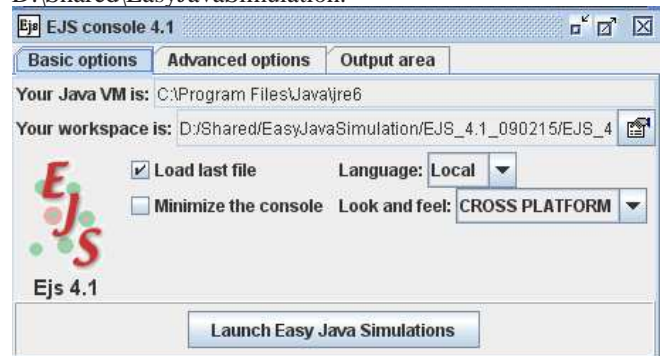 D:\Shared\EasyJavaSimulation.
Ejs EJS console 4.1
Basic options Advanced options Output area
Your Java VM is: C:\Program Files\Java\jre6
Your workspace is: D:/Shared/EasyJavaSimulation/EJS_4.1_090215/EJS_4
Load last file Language: Local
Minimize the console Look and feel: CROSS PLATFORM
EJS
Ejs 4.1
Launch Easy Java Simulations